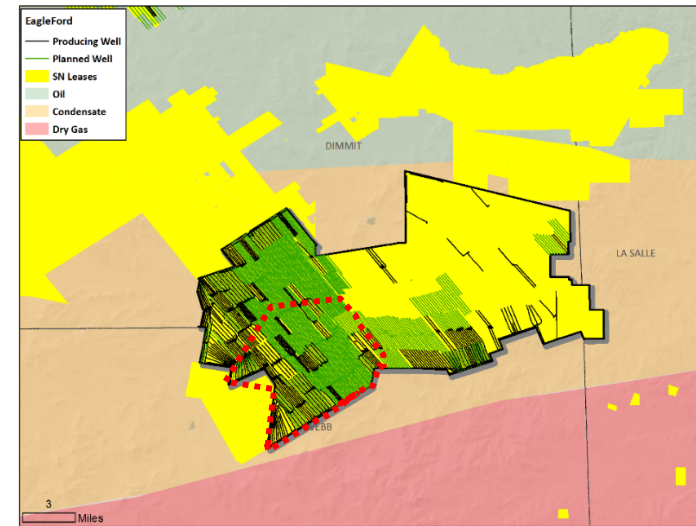 EagleFord
Producing Well
Planned Well
SN Leases
Oil
Condensate
Dry Gas
DIMMIT
LA SALLE
WEBB
3
Miles